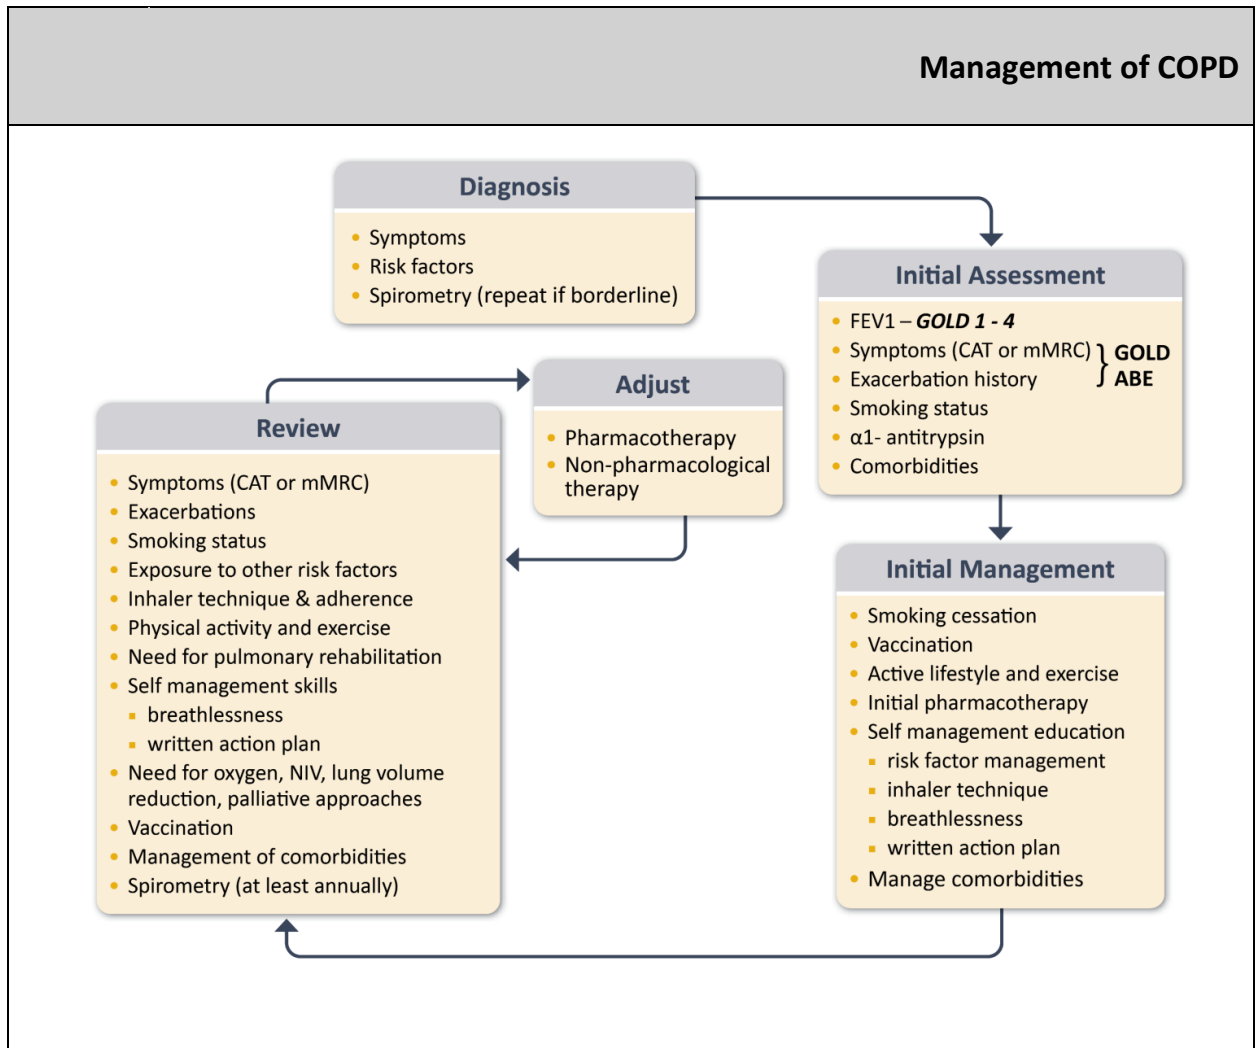 Management of COPD
Diagnosis
• Symptoms
• Risk factors
• Spirometry (repeat if borderline)
Initial Assessment
• FEV1 – GOLD 1 - 4
• Symptoms (CAT or mMRC) } GOLD
• Exacerbation history ABE
• Smoking status
• α1- antitrypsin
• Comorbidities
Initial Management
• Smoking cessation
• Vaccination
• Active lifestyle and exercise
• Initial pharmacotherapy
• Self management education
▪ risk factor management
▪ inhaler technique
▪ breathlessness
▪ written action plan
• Manage comorbidities
Review
• Symptoms (CAT or mMRC)
• Exacerbations
• Smoking status
• Exposure to other risk factors
• Inhaler technique & adherence
• Physical activity and exercise
• Need for pulmonary rehabilitation
• Self management skills
▪ breathlessness
▪ written action plan
• Need for oxygen, NIV, lung volume
reduction, palliative approaches
• Vaccination
• Management of comorbidities
• Spirometry (at least annually)
Adjust
• Pharmacotherapy
• Non-pharmacological
therapy